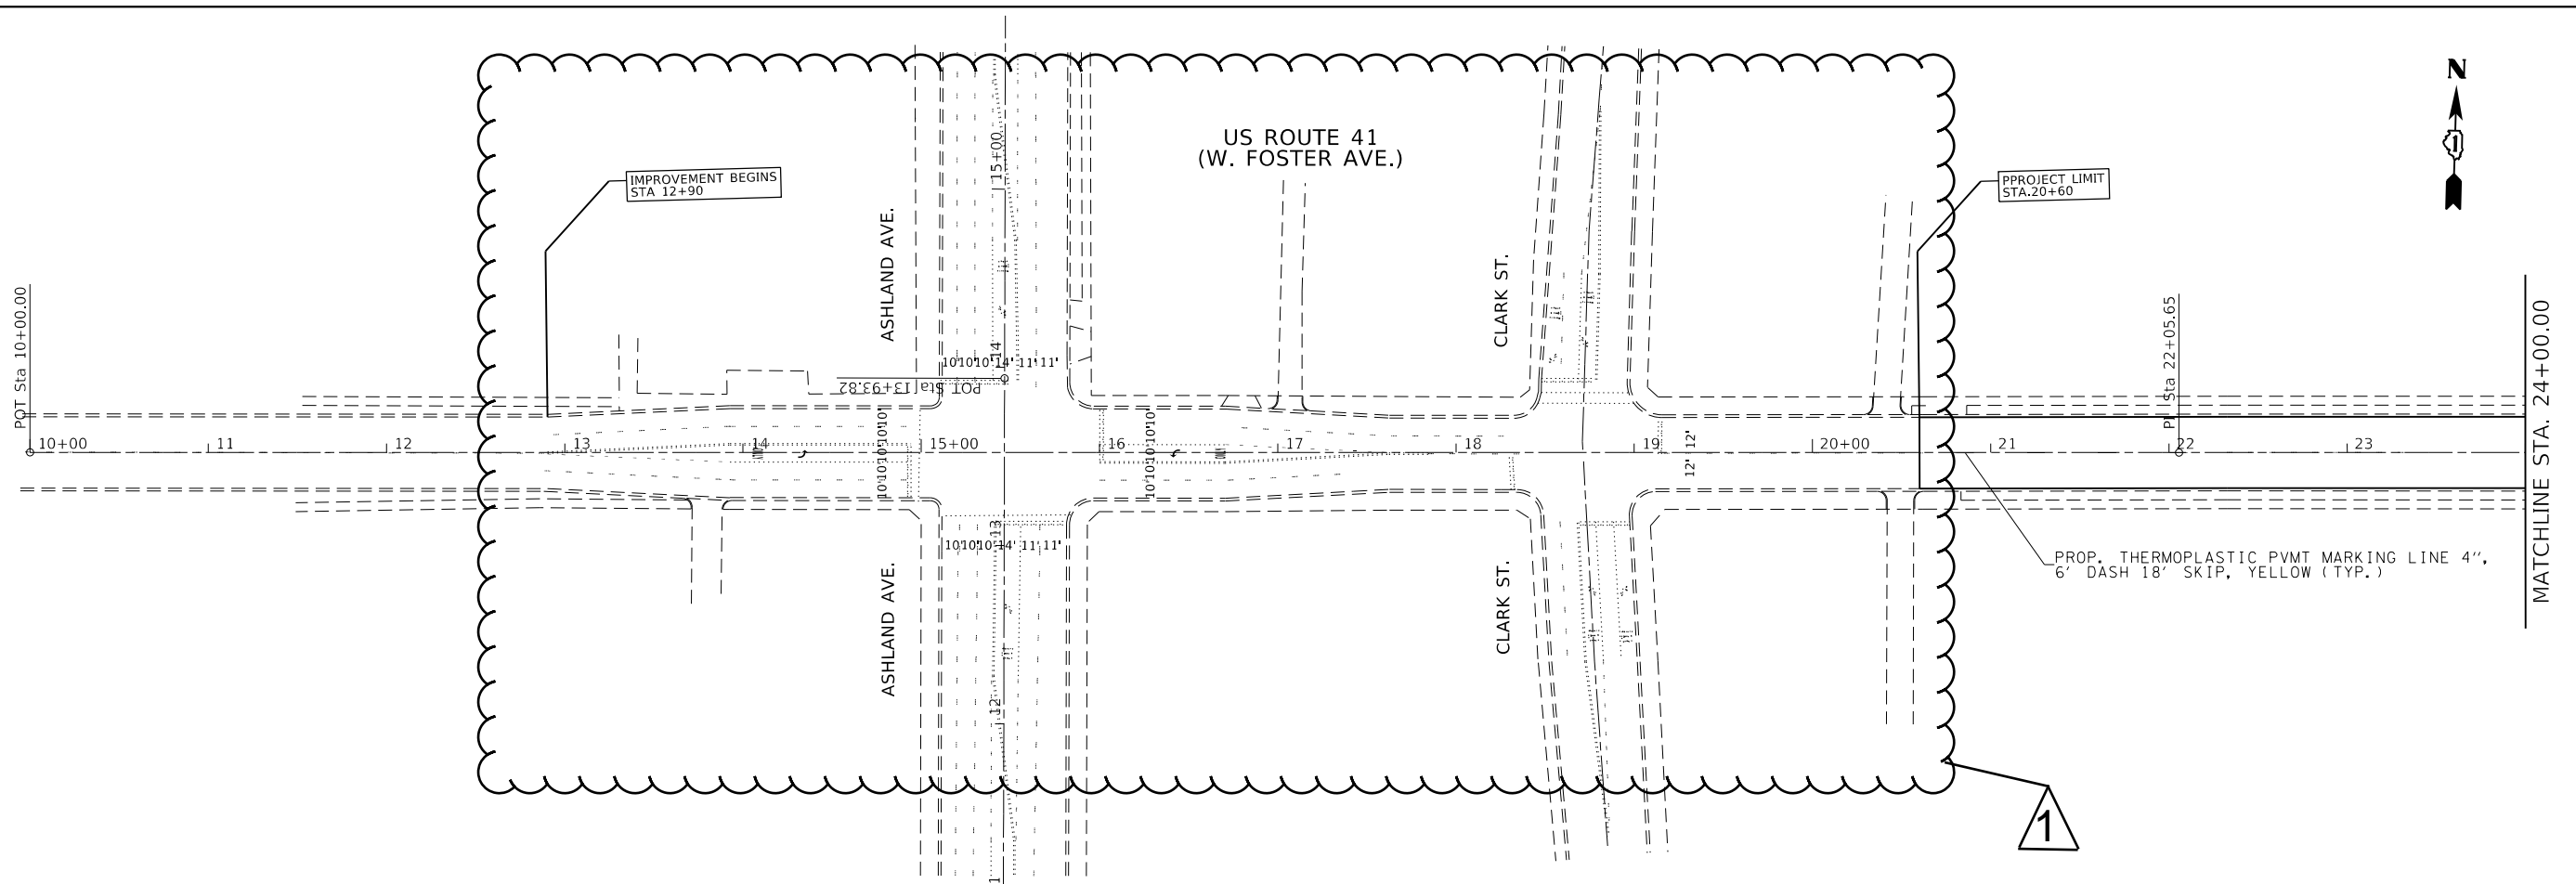 N
1
US ROUTE 41
(W. FOSTER AVE.)
IMPROVEMENT BEGINS
STA 12+90
PPROJECT LIMIT
STA.20+60
ASHLAND AVE.
15+00
14
CLARK ST.
POT Sta 10+00.00
POT Sta 13+93.82
10' 10' 10' 14' 11' 11'
PI Sta 22+05.65
MATCHLINE STA. 24+00.00
10+00 11 12 13 14 15+00 16 17 18 19 20+00 21 22 23
10' 10' 10' 10' 10'
10' 10' 10' 10' 10'
12' 12'
13
10' 10' 10' 14' 11' 11'
ASHLAND AVE.
12
CLARK ST.
PROP. THERMOPLASTIC PVMT MARKING LINE 4",
6' DASH 18' SKIP, YELLOW (TYP.)
1